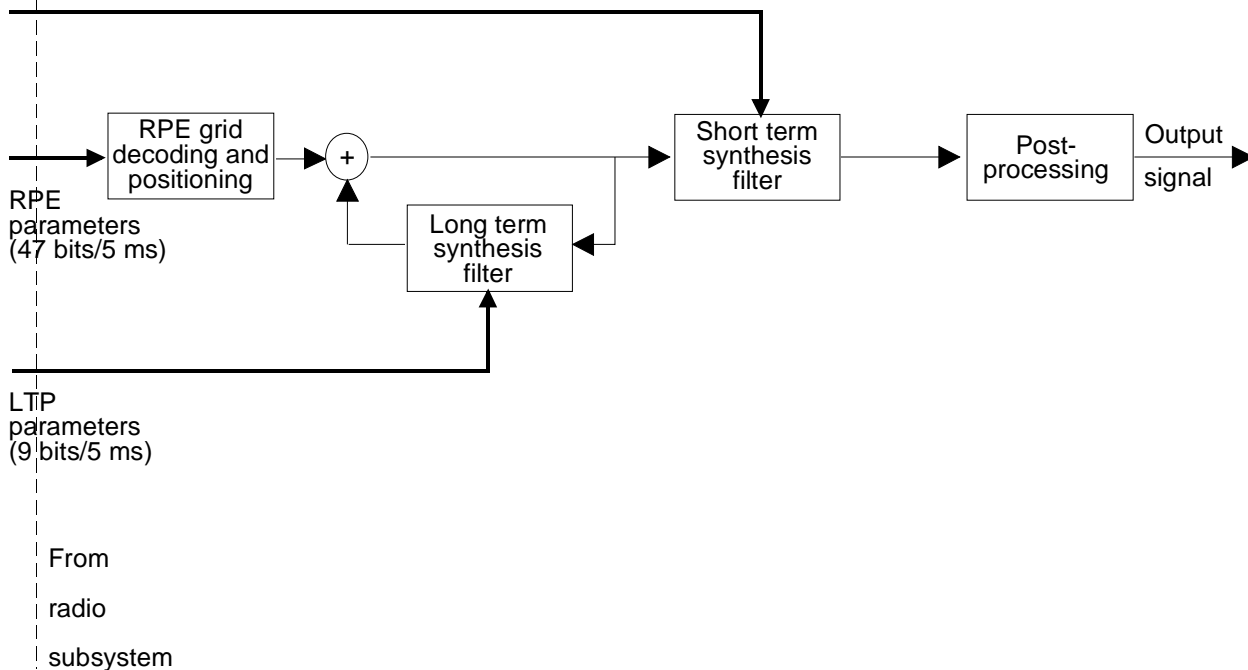 RPE grid
decoding and
positioning
+
Short term
synthesis
filter
Post-
processing
Output
signal
RPE
parameters
(47 bits/5 ms)
Long term
synthesis
filter
LTP
parameters
(9 bits/5 ms)
From
radio
subsystem